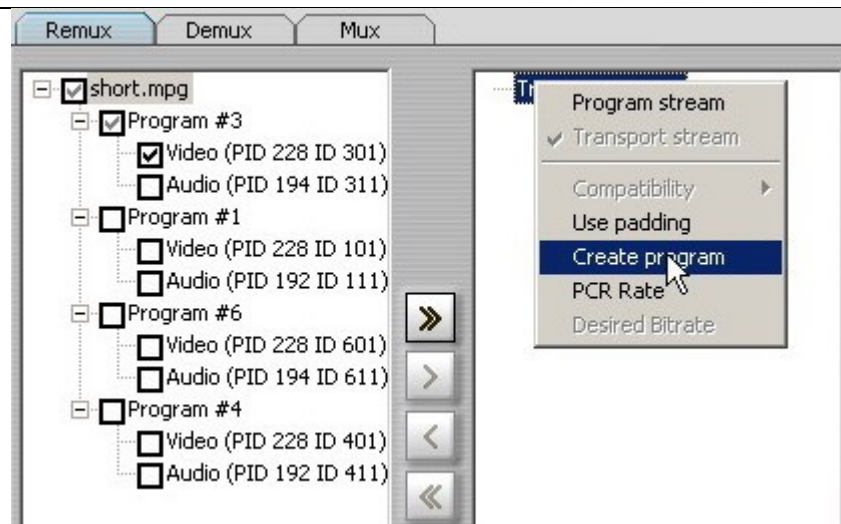 Remux Demux Mux
short.mpg
Program #3
Video (PID 228 ID 301)
Audio (PID 194 ID 311)
Program #1
Video (PID 228 ID 101)
Audio (PID 192 ID 111)
Program #6
Video (PID 228 ID 601)
Audio (PID 194 ID 611)
Program #4
Video (PID 228 ID 401)
Audio (PID 192 ID 411)
Program stream
Transport stream
Compatibility
Use padding
Create program
PCR Rate
Desired Bitrate